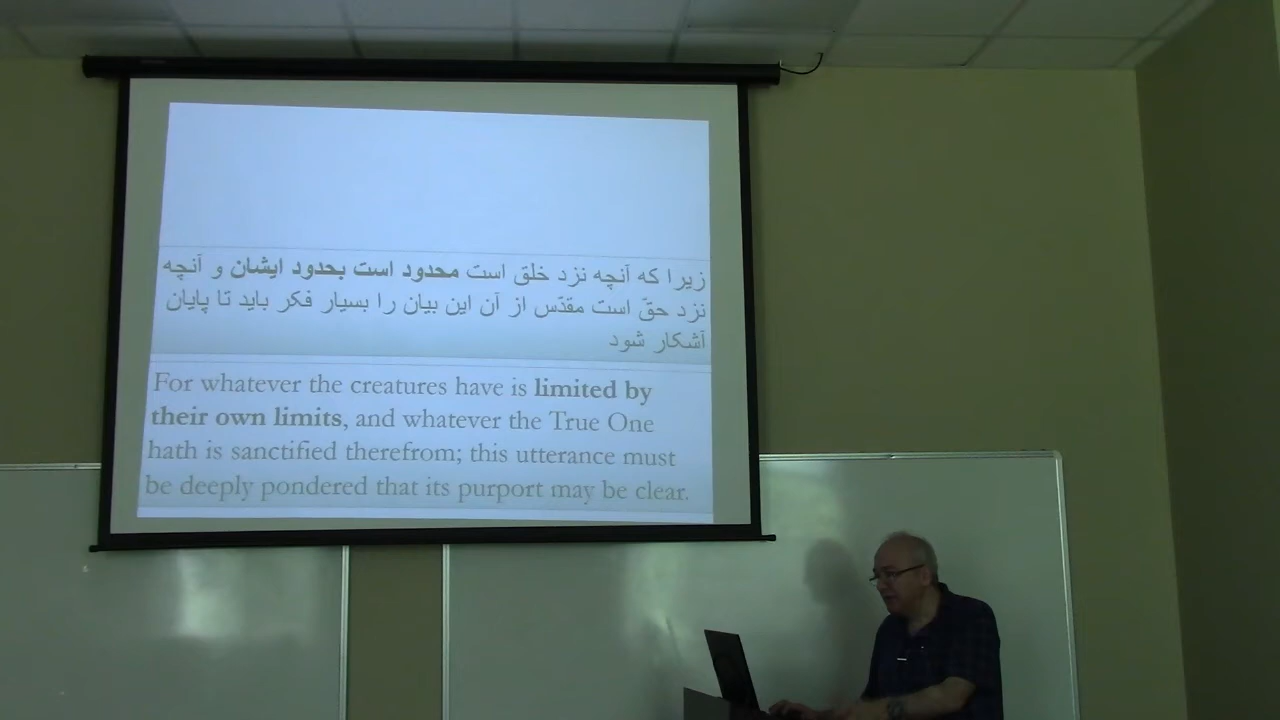 زیرا که آنچه نزد خلق است محدود است بحدود ایشان و آنچه
نزد حقّ است مقدّس از آن این بیان را بسیار فکر باید تا پایان
آشکار شود
For whatever the creatures have is limited by
their own limits, and whatever the True One
hath is sanctified therefrom; this utterance must
be deeply pondered that its purport may be clear.